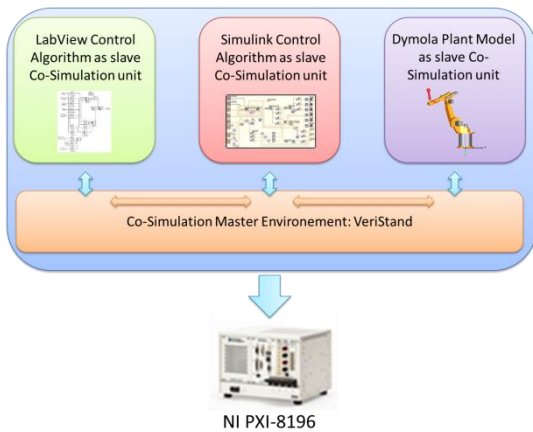 LabView Control
Algorithm as slave
Co-Simulation unit
Simulink Control
Algorithm as slave
Co-Simulation unit
Dymola Plant Model
as slave Co-
Simulation unit
Co-Simulation Master Environement: VeriStand
NI PXI-8196